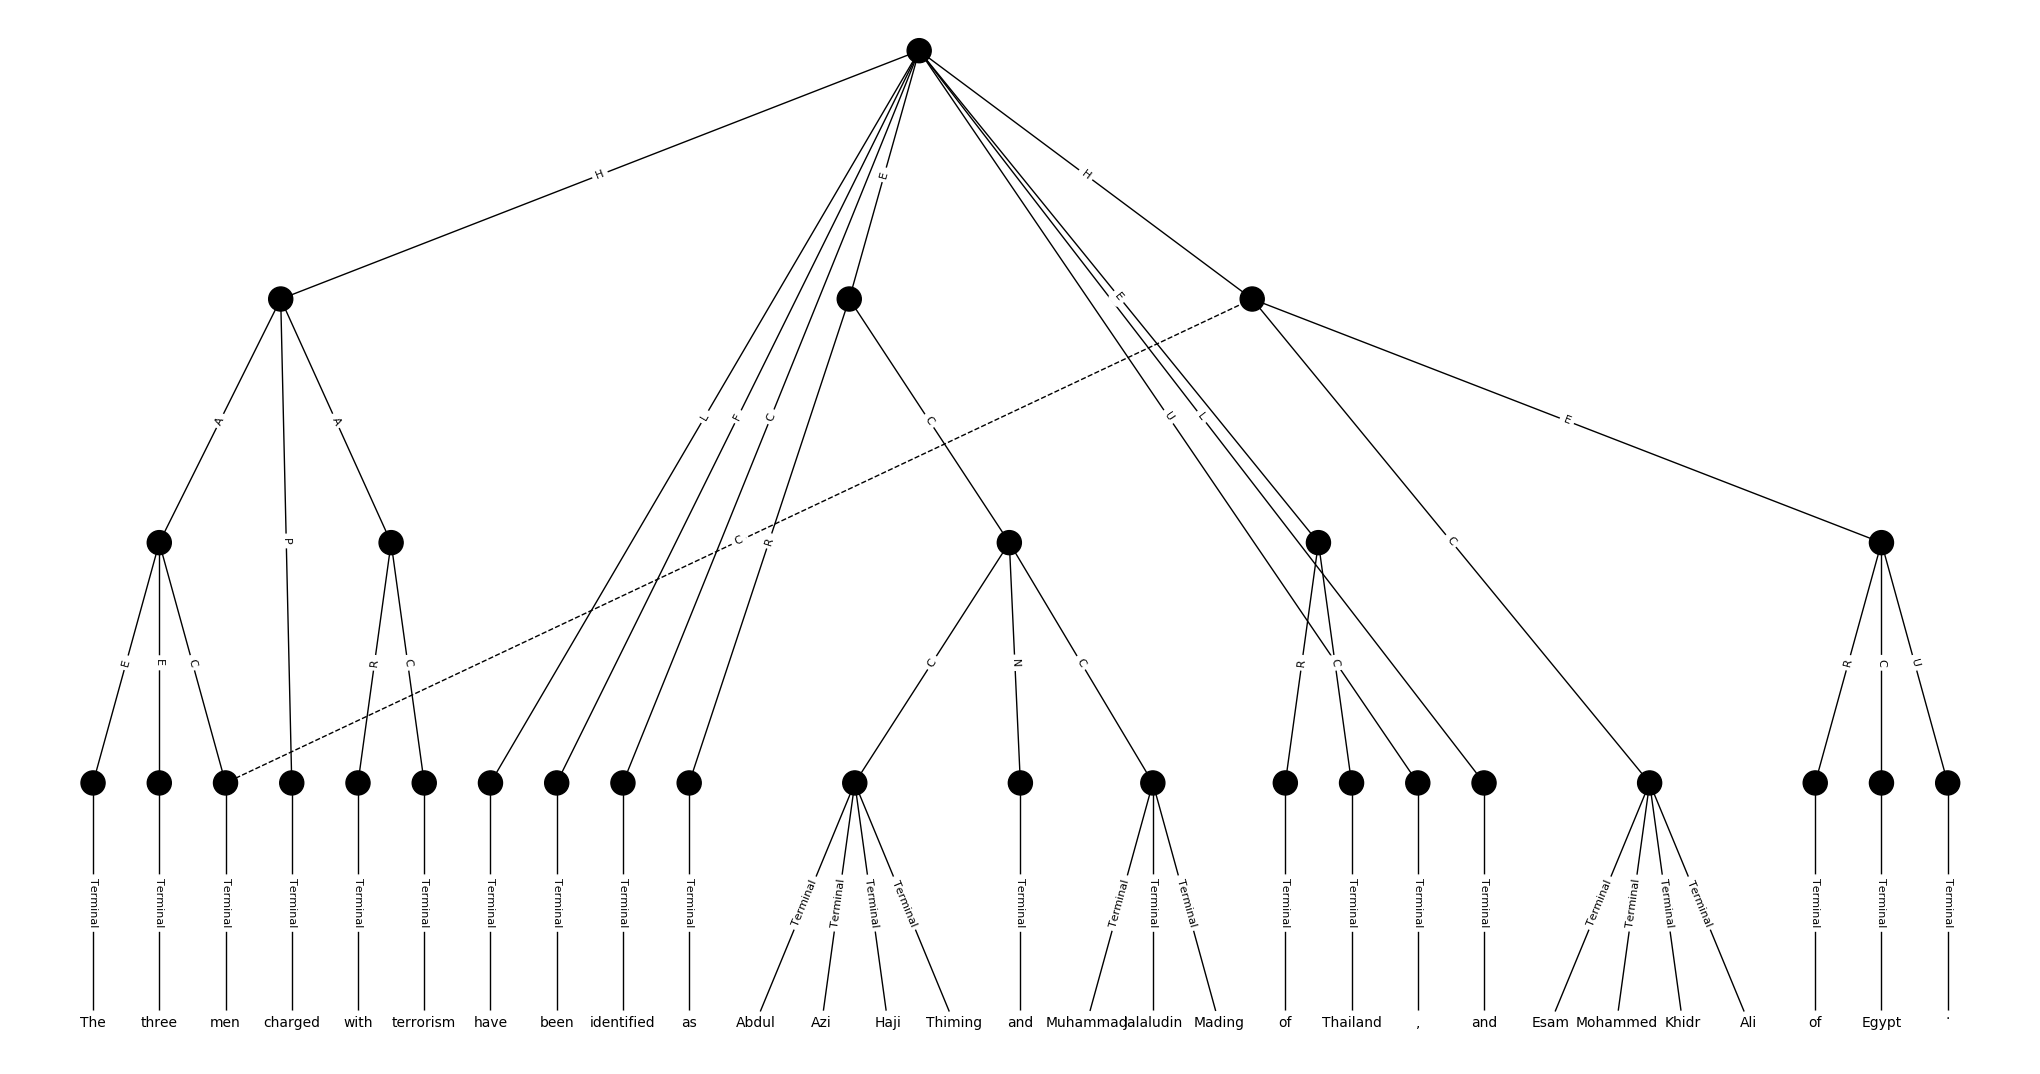 H E H
E
A A L F C C U L E
C R P C
E E C R C C N C R C R C U
Terminal Terminal Terminal Terminal Terminal Terminal Terminal Terminal Terminal Terminal Terminal Terminal Terminal Terminal Terminal Terminal Terminal Terminal Terminal Terminal Terminal Terminal Terminal Terminal Terminal Terminal Terminal Terminal Terminal
The three men charged with terrorism have been identified as Abdul Azi Haji Thiming and Muhammad Jalaludin Mading of Thailand , and Esam Mohammed Khidr Ali of Egypt .